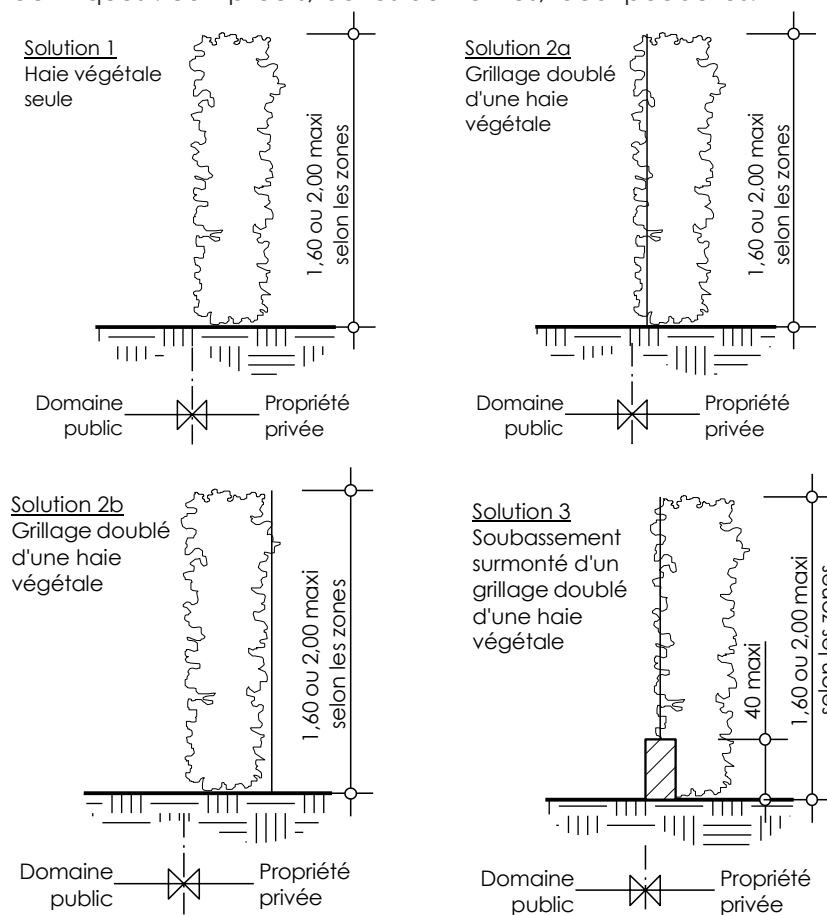 Solution 1
Haie végétale
seule
1,60 ou 2,00 maxi
selon les zones
Domaine
public
Propriété
privée
Solution 2a
Grillage doublé
d'une haie
végétale
1,60 ou 2,00 maxi
selon les zones
Domaine
public
Propriété
privée
Solution 2b
Grillage doublé
d'une haie
végétale
1,60 ou 2,00 maxi
selon les zones
Domaine
public
Propriété
privée
Solution 3
Soubassement
surmonté d'un
grillage doublé
d'une haie
végétale
40 maxi
1,60 ou 2,00 maxi
selon les zones
Domaine
public
Propriété
privée